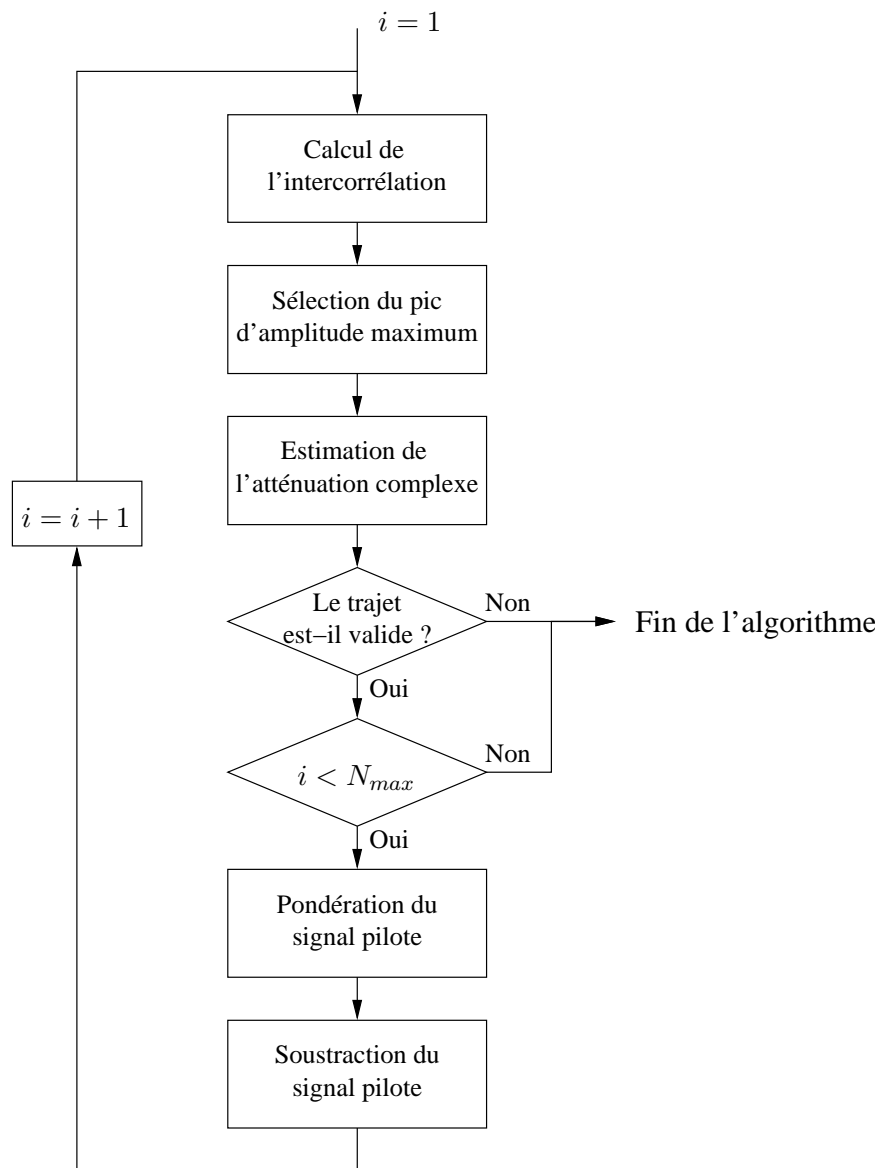 i = 1
Calcul de
l’intercorrélation
Sélection du pic
d’amplitude maximum
Estimation de
l’atténuation complexe
i = i + 1
Le trajet
est–il valide ?
Non
Fin de l’algorithme
Oui
i < Nmax
Non
Oui
Pondération du
signal pilote
Soustraction du
signal pilote